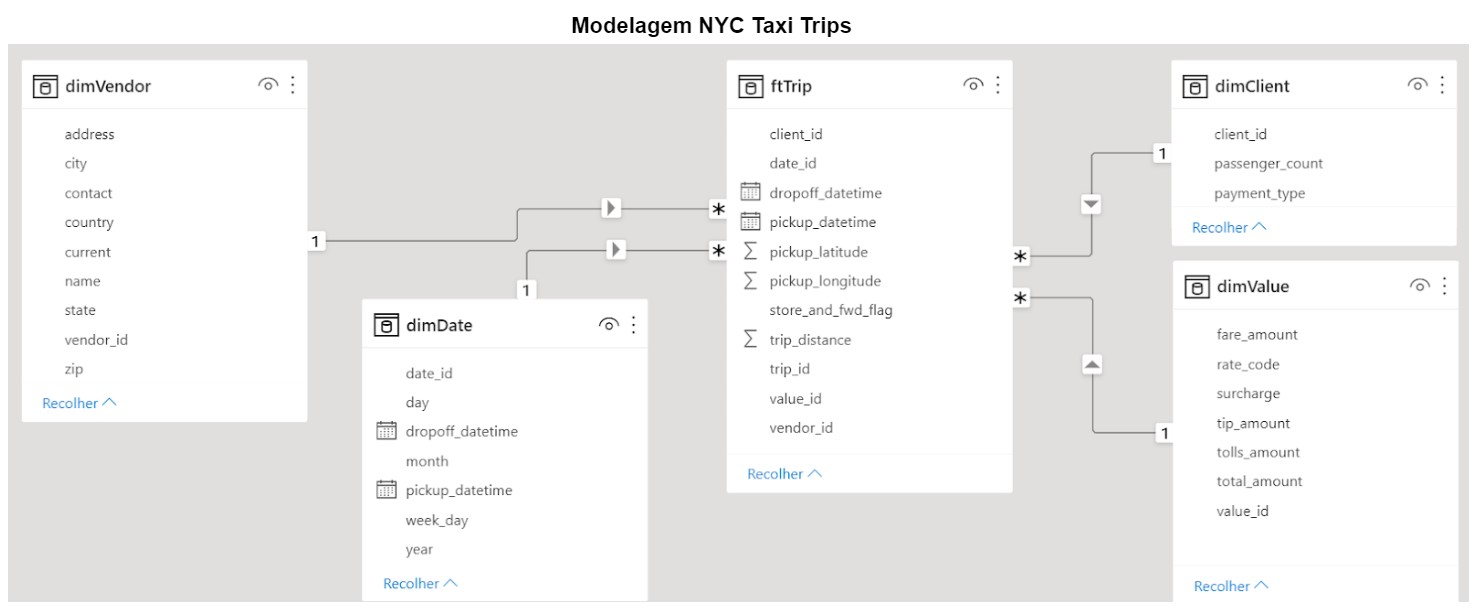 Modelagem NYC Taxi Trips
dimVendor
address
city
contact
country
current
name
state
vendor_id
zip
Recolher
1
dimDate
date_id
day
dropoff_datetime
month
pickup_datetime
week_day
year
Recolher
1
ftTrip
client_id
date_id
dropoff_datetime
pickup_datetime
pickup_latitude
pickup_longitude
store_and_fwd_flag
trip_distance
trip_id
value_id
vendor_id
Recolher
*
*
*
*
dimClient
client_id
passenger_count
payment_type
Recolher
1
dimValue
fare_amount
rate_code
surcharge
tip_amount
tolls_amount
total_amount
value_id
Recolher
1